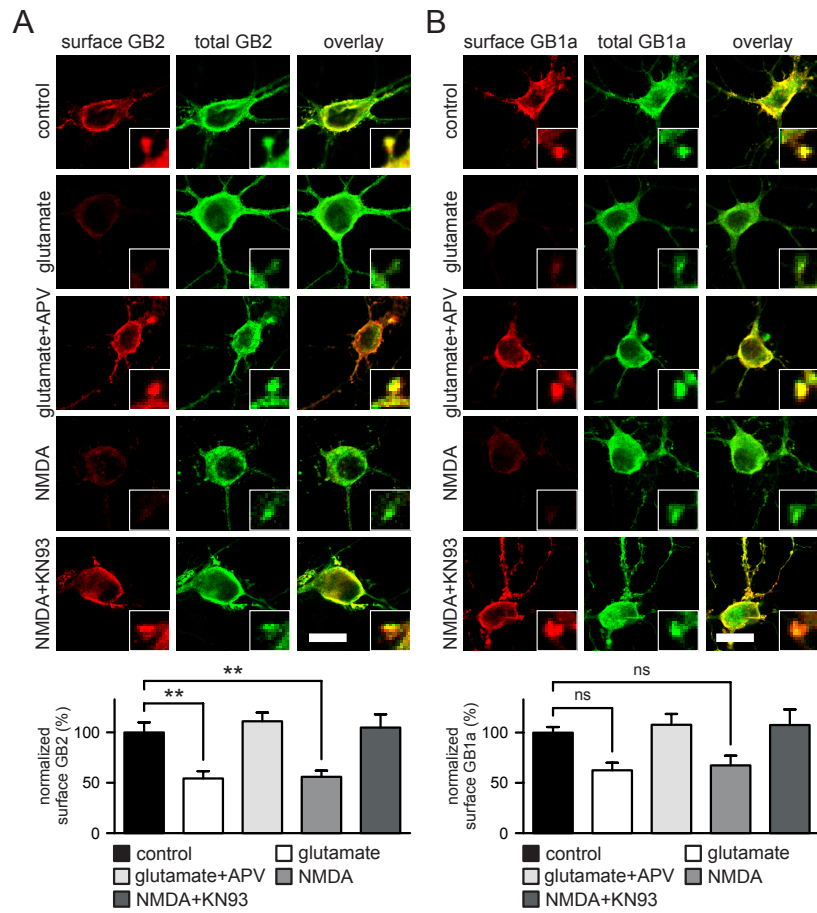 A
surface GB2 total GB2 overlay
control
glutamate
glutamate+APV
NMDA
NMDA+KN93
**
**
normalized
surface GB2 (%)
100
50
0
control
glutamate
glutamate+APV
NMDA
NMDA+KN93
B
surface GB1a total GB1a overlay
control
glutamate
glutamate+APV
NMDA
NMDA+KN93
ns
ns
normalized
surface GB1a (%)
100
50
0
control
glutamate
glutamate+APV
NMDA
NMDA+KN93